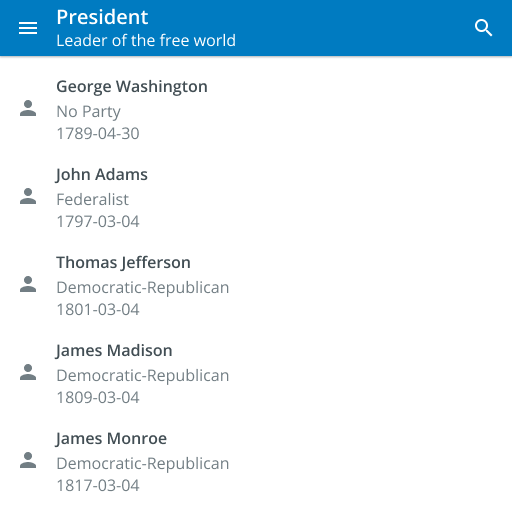 President
Leader of the free world
George Washington
No Party
1789-04-30
John Adams
Federalist
1797-03-04
Thomas Jefferson
Democratic-Republican
1801-03-04
James Madison
Democratic-Republican
1809-03-04
James Monroe
Democratic-Republican
1817-03-04